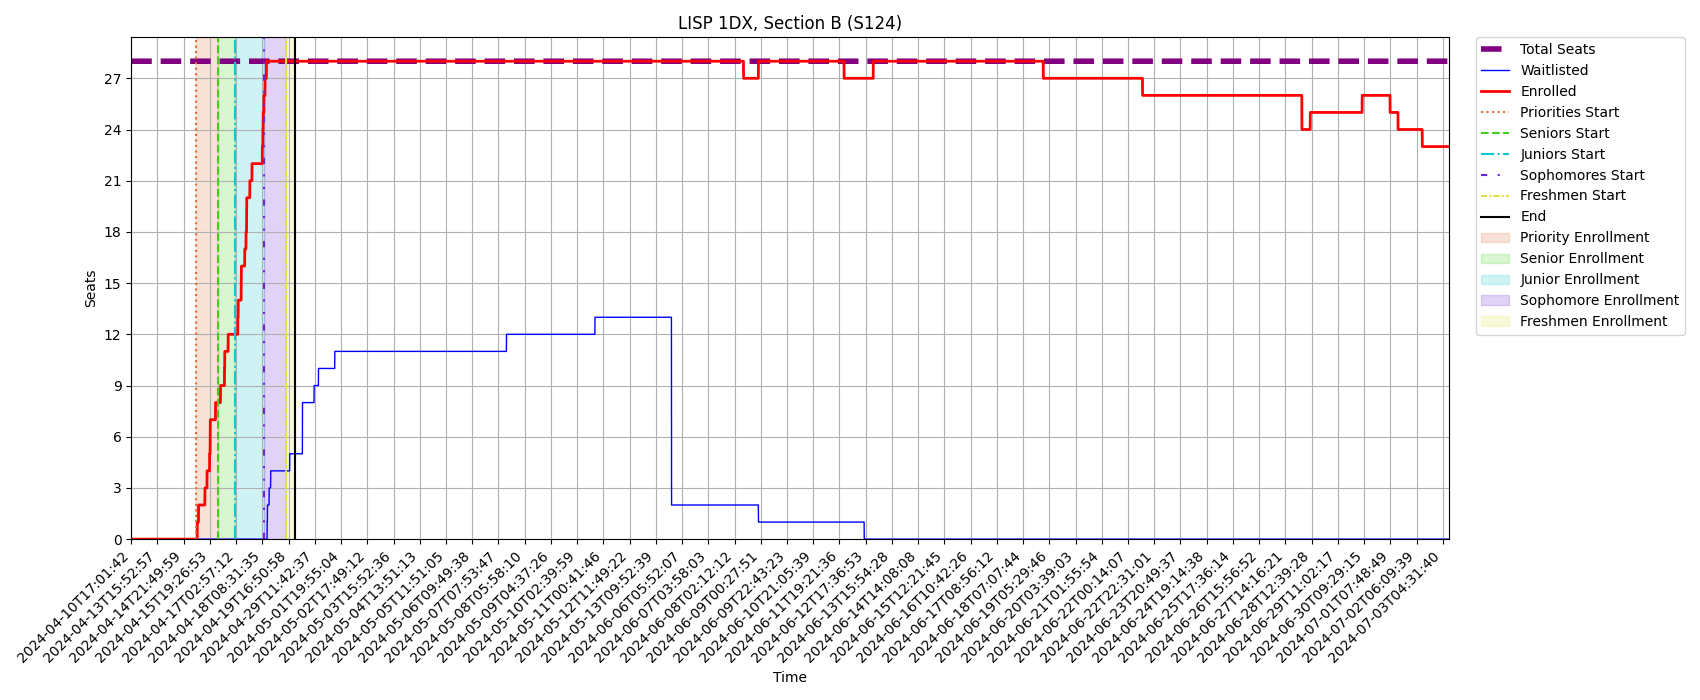 LISP 1DX, Section B (S124)
Total Seats
Waitlisted
Enrolled
Priorities Start
Seniors Start
Juniors Start
Sophomores Start
Freshmen Start
End
Priority Enrollment
Senior Enrollment
Junior Enrollment
Sophomore Enrollment
Freshmen Enrollment
Seats
27
24
21
18
15
12
9
6
3
0
2024-04-10T17:01:42
2024-04-13T15:52:57
2024-04-14T21:49:59
2024-04-15T19:26:53
2024-04-17T02:57:12
2024-04-18T08:31:35
2024-04-19T16:50:58
2024-04-29T11:42:37
2024-05-01T19:55:04
2024-05-02T17:49:12
2024-05-03T15:52:36
2024-05-04T13:51:13
2024-05-05T11:51:05
2024-05-06T09:49:38
2024-05-07T07:53:47
2024-05-08T05:58:10
2024-05-09T04:37:26
2024-05-10T02:39:59
2024-05-11T00:41:46
2024-05-12T11:49:22
2024-05-13T09:52:39
2024-06-06T05:52:07
2024-06-07T03:58:03
2024-06-08T02:12:12
2024-06-09T00:27:51
2024-06-09T22:43:23
2024-06-10T21:05:39
2024-06-11T19:21:36
2024-06-12T17:36:53
2024-06-13T15:54:28
2024-06-14T14:08:08
2024-06-15T12:21:45
2024-06-16T10:42:26
2024-06-17T08:56:12
2024-06-18T07:07:44
2024-06-19T05:29:46
2024-06-20T03:39:03
2024-06-21T01:55:54
2024-06-22T00:14:07
2024-06-22T22:31:01
2024-06-23T20:49:37
2024-06-24T19:14:38
2024-06-25T17:36:14
2024-06-26T15:56:52
2024-06-27T14:16:21
2024-06-28T12:39:28
2024-06-29T11:02:17
2024-06-30T09:29:15
2024-07-01T07:48:49
2024-07-02T06:09:39
2024-07-03T04:31:40
Time